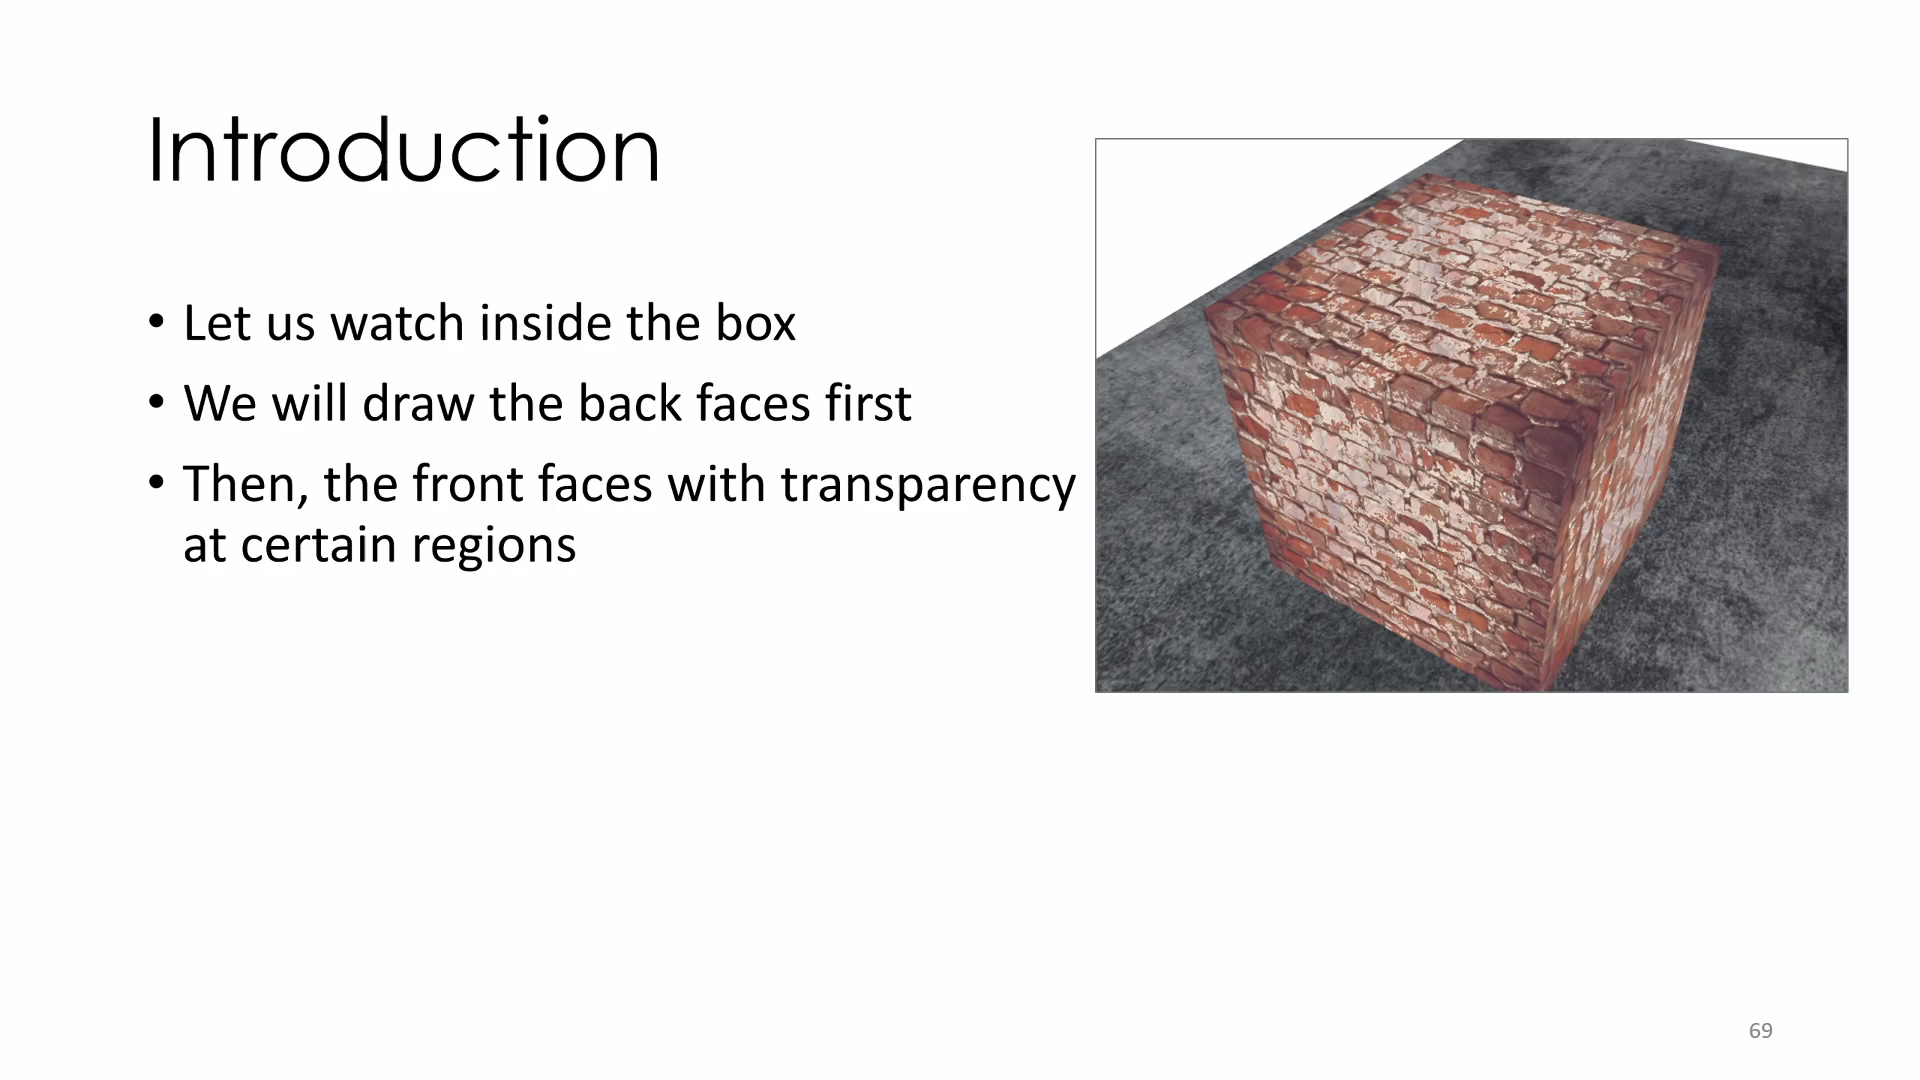 Introduction
• Let us watch inside the box
• We will draw the back faces first
• Then, the front faces with transparency
at certain regions
69